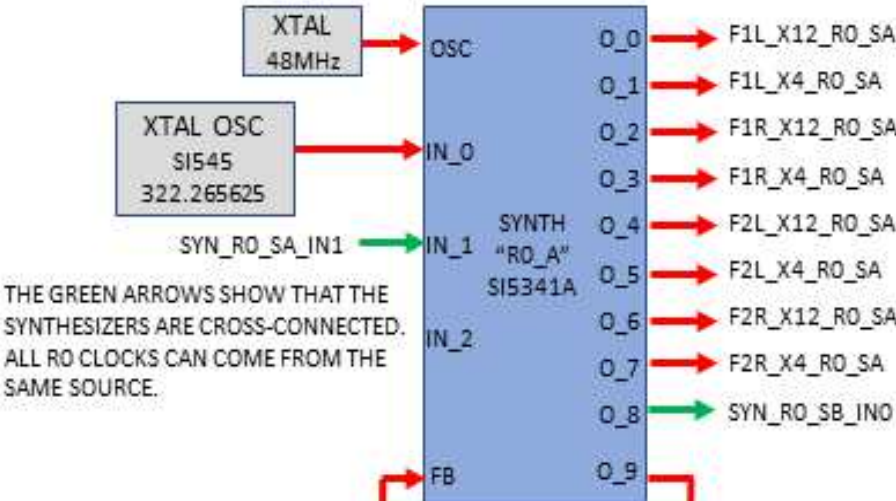 XTAL
48MHz
XTAL OSC
SI545
322.265625
SYN_R0_SA_IN1
THE GREEN ARROWS SHOW THAT THE
SYNTHESIZERS ARE CROSS-CONNECTED.
ALL R0 CLOCKS CAN COME FROM THE
SAME SOURCE.
OSC
IN_0
IN_1
IN_2
FB
SYNTH
"R0_A"
SI5341A
O_0
O_1
O_2
O_3
O_4
O_5
O_6
O_7
O_8
O_9
F1L_X12_R0_SA
F1L_X4_R0_SA
F1R_X12_R0_SA
F1R_X4_R0_SA
F2L_X12_R0_SA
F2L_X4_R0_SA
F2R_X12_R0_SA
F2R_X4_R0_SA
SYN_R0_SB_IN0